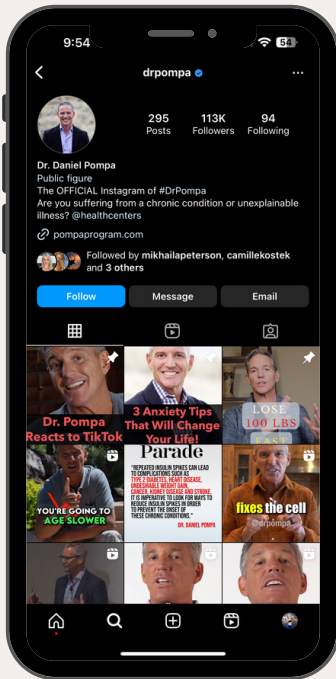 9:54
54
drpompa
295
Posts
113K
Followers
94
Following
Dr. Daniel Pompa
Public figure
The OFFICIAL Instagram of #DrPompa
Are you suffering from a chronic condition or unexplainable
illness? @healthcenters
pompaprogram.com
Followed by mikhailapeterson, camillekostek
and 3 others
Follow
Message
Email
Dr. Pompa
Reacts to TikTok
3 Anxiety Tips
That Will Change
Your Life!
LOSE
100 LBS
FAST
YOU'RE GOING TO
AGE SLOWER
Parade
"REPEATED INSULIN SPIKES CAN LEAD
TO COMPLICATIONS SUCH AS
TYPE 2 DIABETES, HEART DISEASE,
UNDESIRABLE WEIGHT GAIN,
CANCER, KIDNEY DISEASE AND STROKE.
IT IS IMPERATIVE TO LOOK FOR WAYS TO
REDUCE INSULIN SPIKES IN ORDER
TO PREVENT THE ONSET OF
THESE CHRONIC CONDITIONS."
DR. DANIEL POMPA
fixes the cell
@drpompa